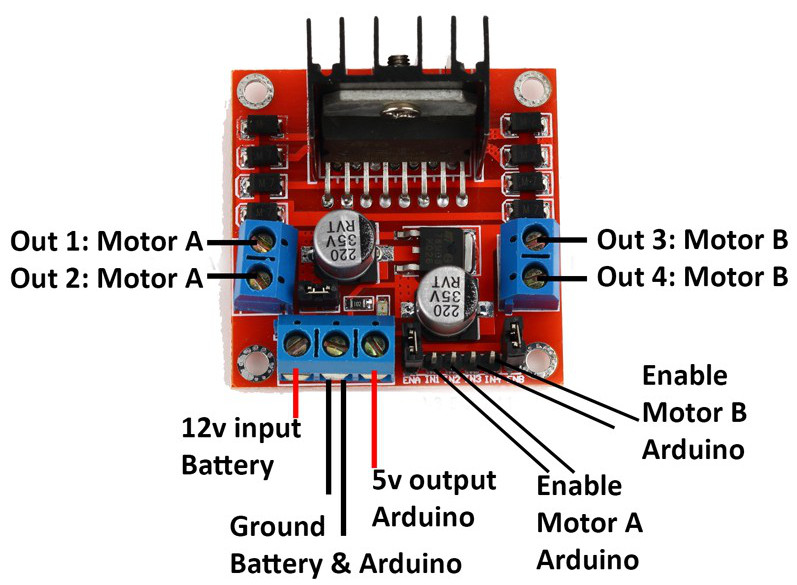 220
35V
RVT
220
35V
RVT
Out 1: Motor A
Out 2: Motor A
Out 3: Motor B
Out 4: Motor B
ENA IN1 IN2 IN3 IN4 ENB
12v input
Battery
Ground
Battery & Arduino
5v output
Arduino
Enable
Motor A
Arduino
Enable
Motor B
Arduino